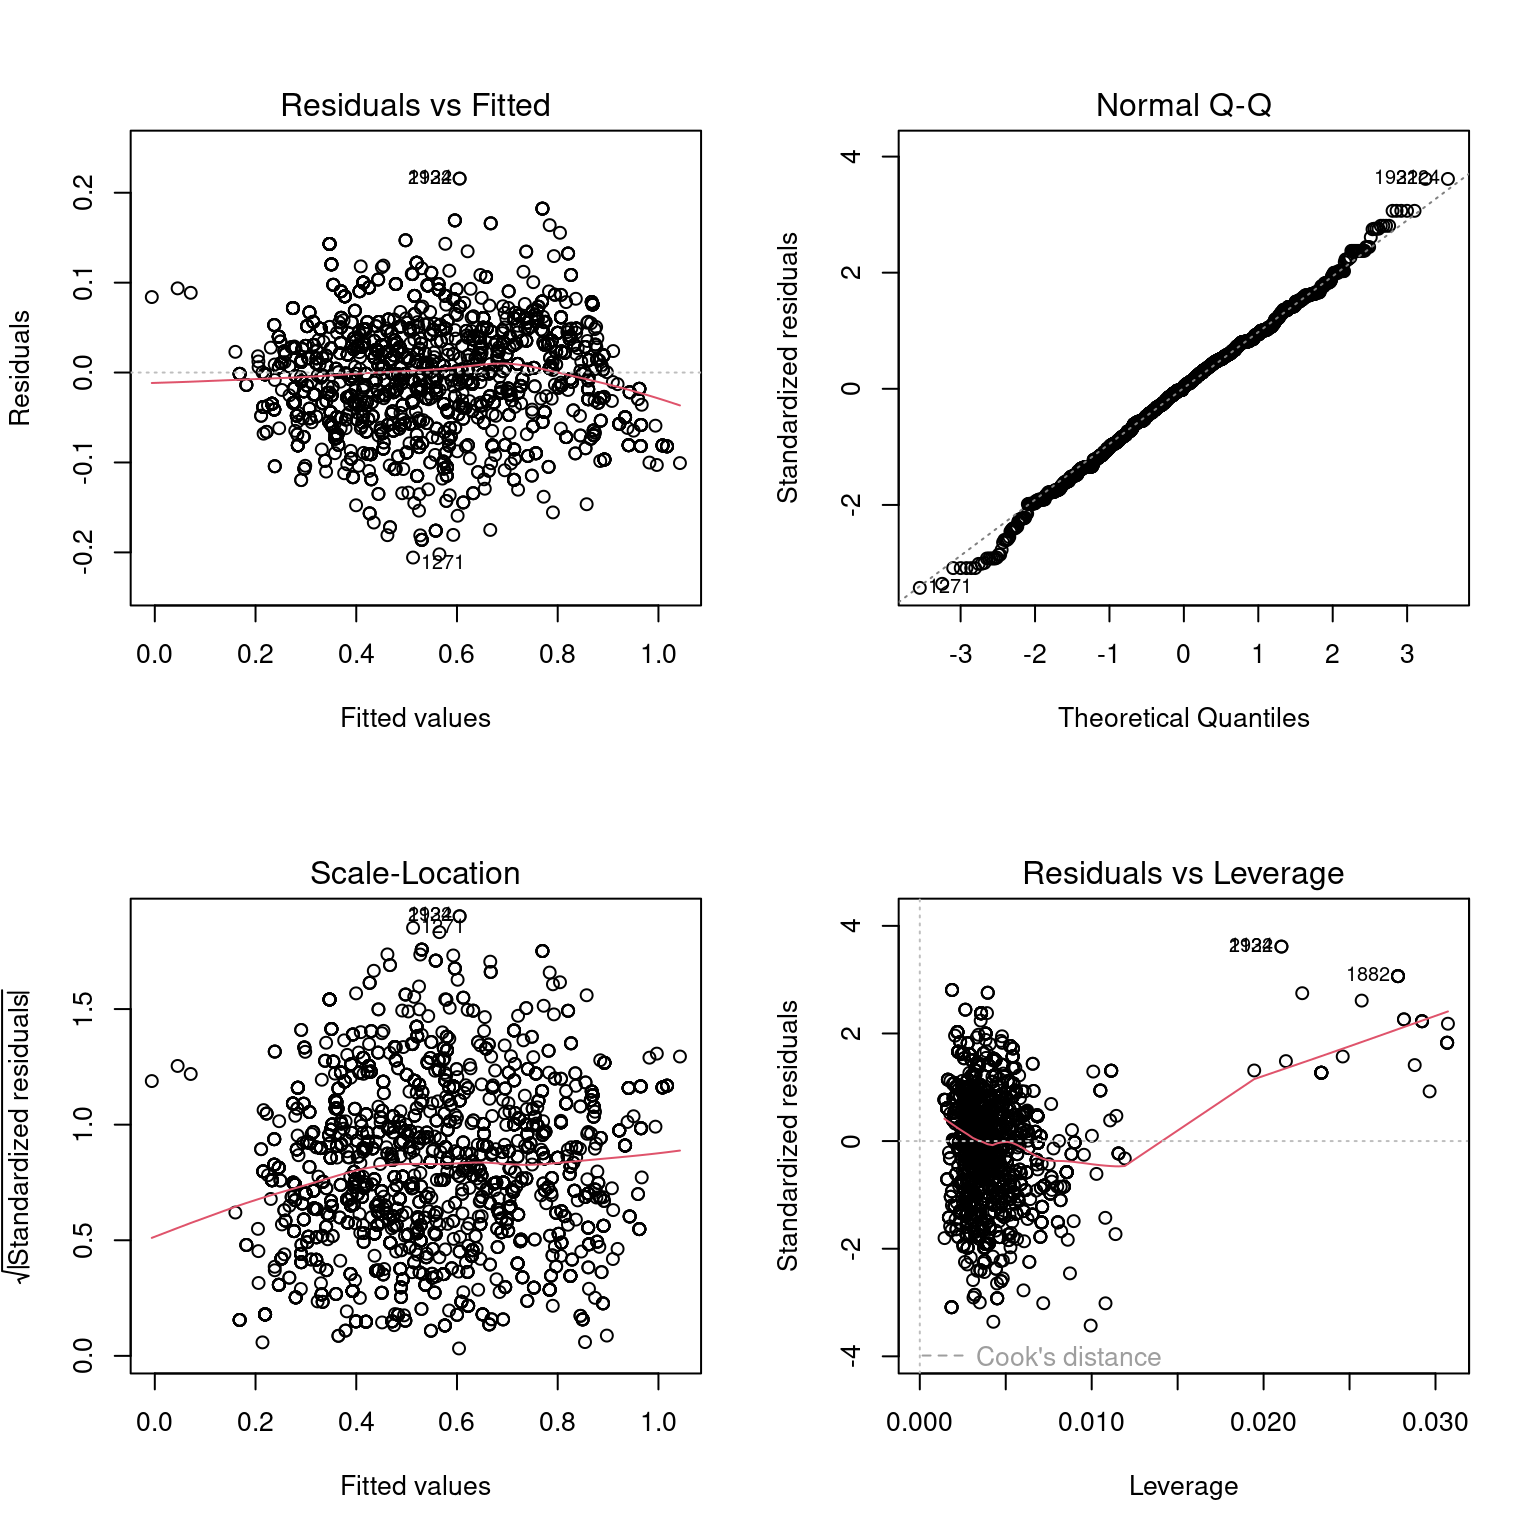 Residuals vs Fitted
Residuals
0.2
0.1
0.0
-0.1
-0.2
1271
0.0 0.2 0.4 0.6 0.8 1.0
Fitted values
Normal Q-Q
Standardized residuals
4
2
0
-2
1271
-3 -2 -1 0 1 2 3
Theoretical Quantiles
Scale-Location
√|Standardized residuals|
1.5
1.0
0.5
0.0
1271
0.0 0.2 0.4 0.6 0.8 1.0
Fitted values
Residuals vs Leverage
Standardized residuals
4
2
0
-2
-4
1882
Cook's distance
0.000 0.010 0.020 0.030
Leverage